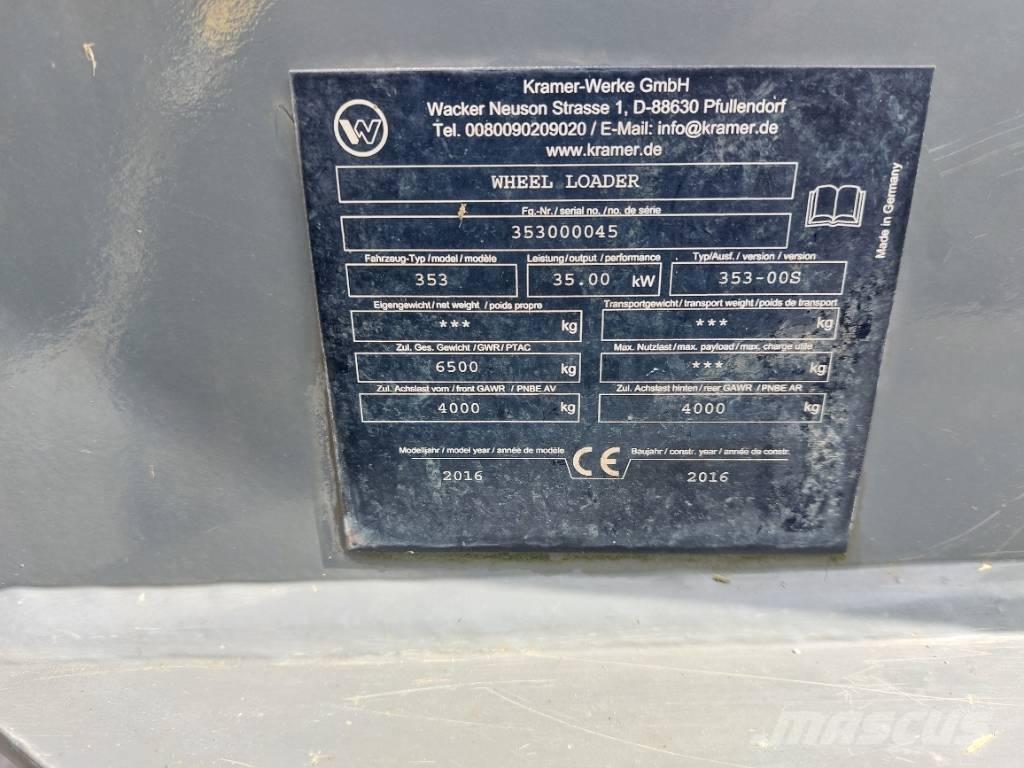 Kramer-Werke GmbH
Wacker Neuson Strasse 1, D-88630 Pfullendorf
Tel. 0080090209020 / E-Mail: info@kramer.de
www.kramer.de
W
WHEEL LOADER
Made in Germany
Fg.-Nr. / serial no. / no. de série
353000045
Fahrzeug-Typ / model / modèle Leistung / output / performance Typ/Ausf. / version / version
353 35.00 kW 353-00S
Eigengewicht / net weight / poids propre Transportgewicht / transport weight / poids de transport
*** kg *** kg
Zul. Ges. Gewicht / GWR / PTAC Max. Nutzlast / max. payload / max. charge utile
6500 kg *** kg
Zul. Achslast vorn / front GAWR / PNBE AV Zul. Achslast hinten / rear GAWR / PNBE AR
4000 kg 4000 kg
Modelljahr / model year / année de modèle CE Baujahr / constr. year / année de constr.
2016 2016
mascus